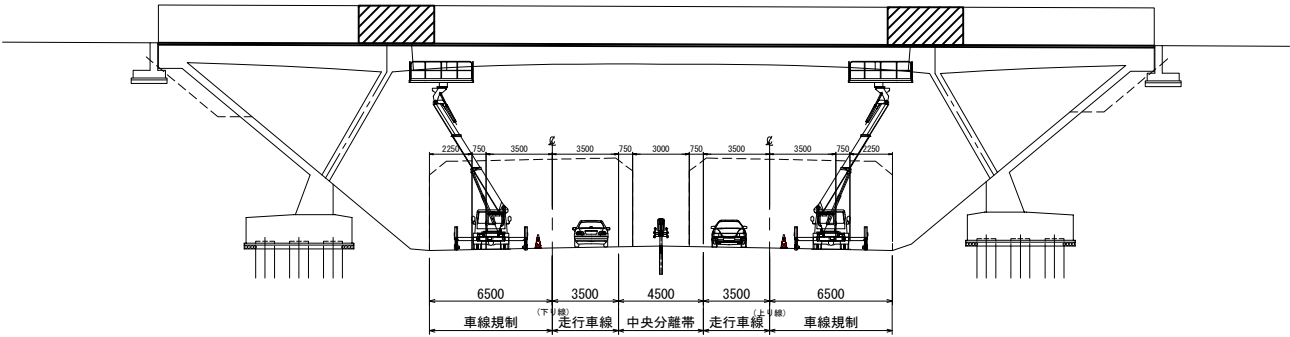 ℄ ℄
2250 750 3500 3500 750 3000 750 3500 3500 750 2250
6500 3500 4500 3500 6500
(下り線) (上り線)
車線規制 走行車線 中央分離帯 走行車線 車線規制